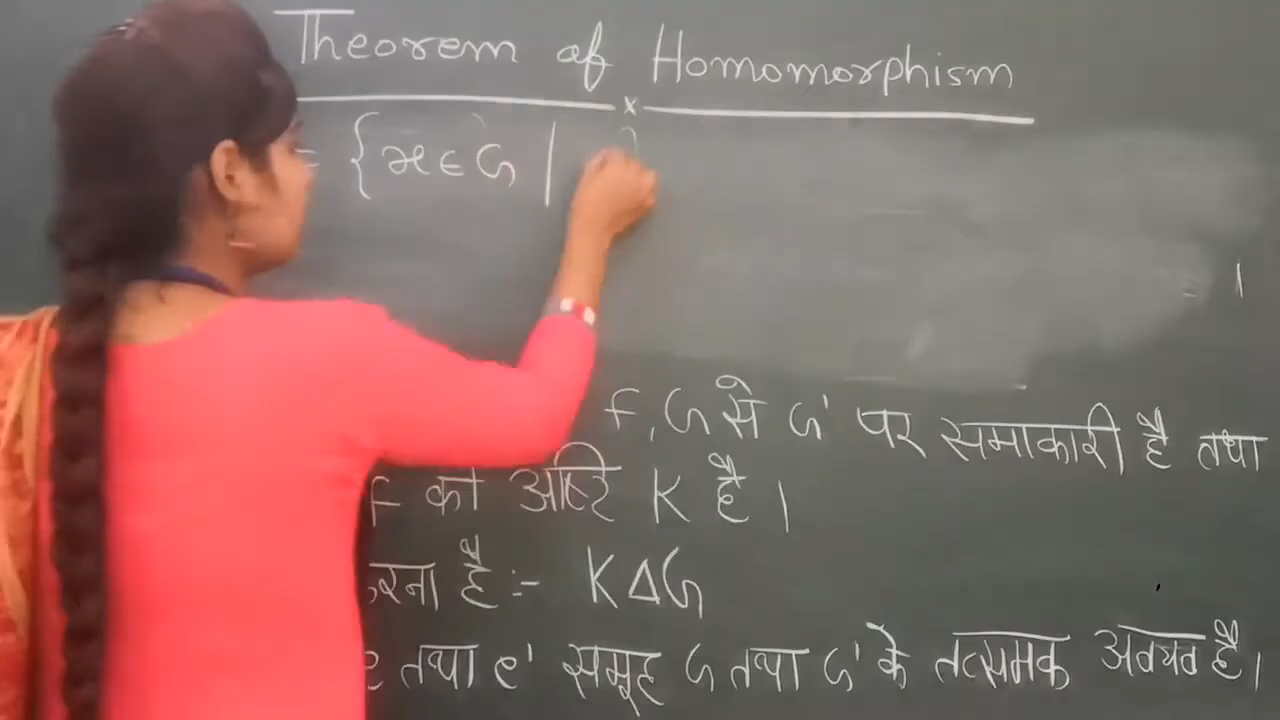 Theorem of Homomorphism
x
= {x ∈ G |
f, G से G' पर समाकारी है तथा
f की अष्टि K है।
करना है :- K Δ G
e तथा e' समूह G तथा G' के तत्समक अवयव है।